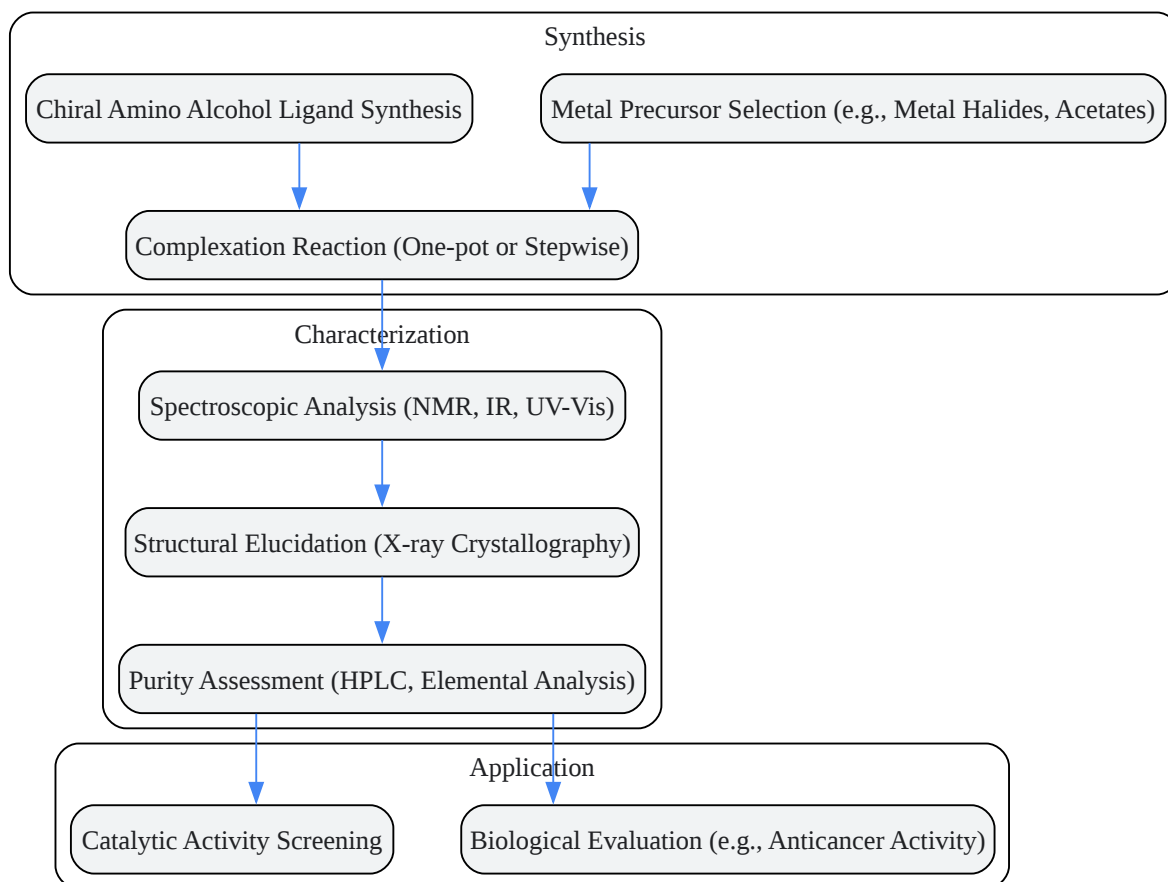 Synthesis
Chiral Amino Alcohol Ligand Synthesis
Metal Precursor Selection (e.g., Metal Halides, Acetates)
Complexation Reaction (One-pot or Stepwise)
Characterization
Spectroscopic Analysis (NMR, IR, UV-Vis)
Structural Elucidation (X-ray Crystallography)
Purity Assessment (HPLC, Elemental Analysis)
Application
Catalytic Activity Screening
Biological Evaluation (e.g., Anticancer Activity)